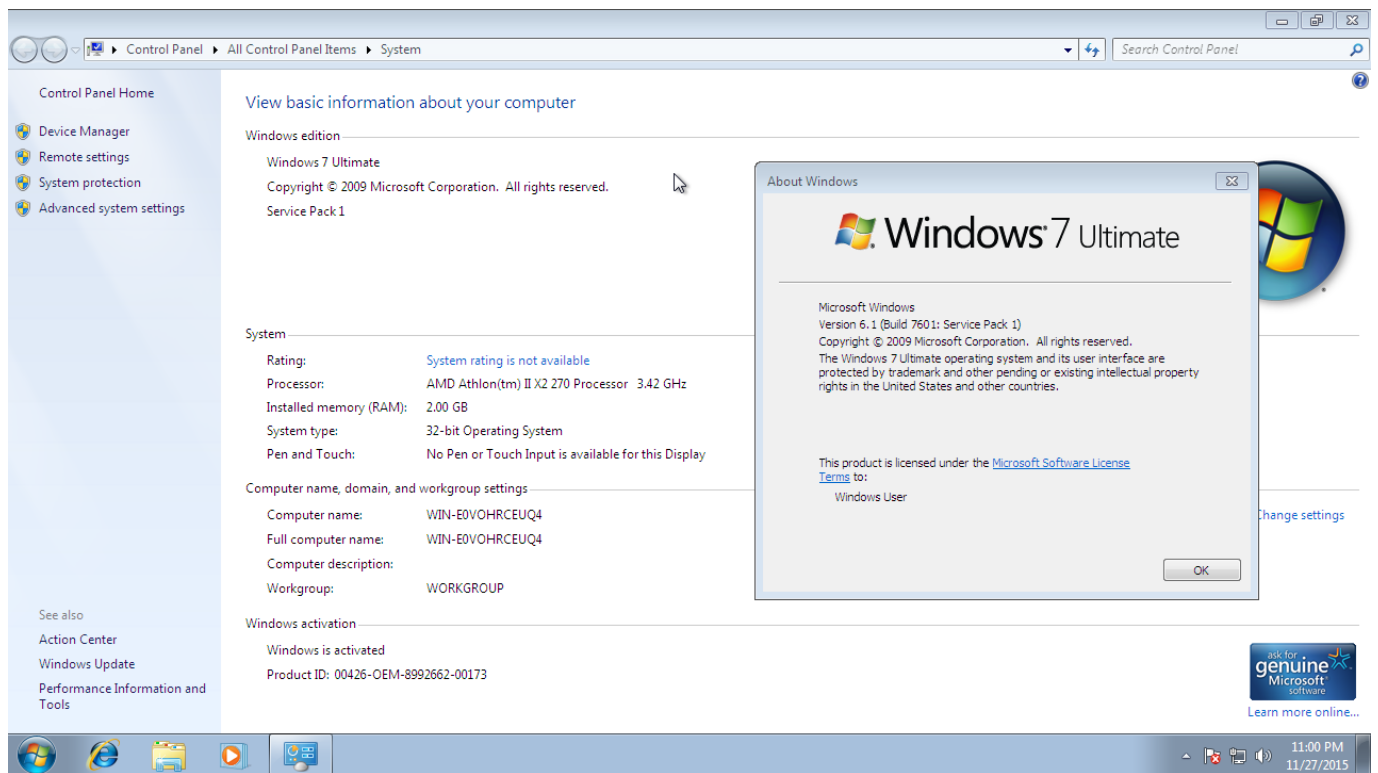 Control Panel
All Control Panel Items
System
Search Control Panel
Control Panel Home
Device Manager
Remote settings
System protection
Advanced system settings
View basic information about your computer
Windows edition
Windows 7 Ultimate
Copyright © 2009 Microsoft Corporation. All rights reserved.
Service Pack 1
System
Rating: System rating is not available
Processor: AMD Athlon(tm) II X2 270 Processor 3.42 GHz
Installed memory (RAM): 2.00 GB
System type: 32-bit Operating System
Pen and Touch: No Pen or Touch Input is available for this Display
Computer name, domain, and workgroup settings
Computer name: WIN-E0VOHRCEUQ4
Full computer name: WIN-E0VOHRCEUQ4
Computer description:
Workgroup: WORKGROUP
Change settings
Windows activation
Windows is activated
Product ID: 00426-OEM-8992662-00173
ask for
genuine
Microsoft
software
Learn more online...
See also
Action Center
Windows Update
Performance Information and
Tools
About Windows
Windows 7 Ultimate
Microsoft Windows
Version 6.1 (Build 7601: Service Pack 1)
Copyright © 2009 Microsoft Corporation. All rights reserved.
The Windows 7 Ultimate operating system and its user interface are
protected by trademark and other pending or existing intellectual property
rights in the United States and other countries.
This product is licensed under the Microsoft Software License
Terms to:
Windows User
OK
11:00 PM
11/27/2015